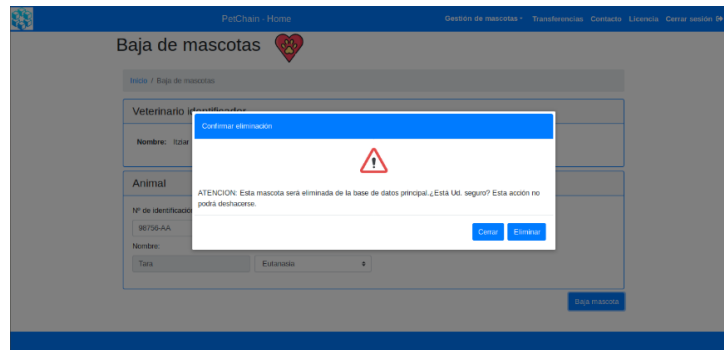 PetChain - Home
Gestión de mascotas
Transferencias
Contacto
Licencia
Cerrar sesión
Baja de mascotas
Inicio / Baja de mascotas
Veterinario identificador
Nombre: Itziar
Confirmar eliminación
ATENCION: Esta mascota será eliminada de la base de datos principal.¿Está Ud. seguro? Esta acción no
podrá deshacerse.
Cerrar
Eliminar
Animal
Nº de identificación
98756-AA
Nombre:
Tara
Eutanasia
Baja mascota